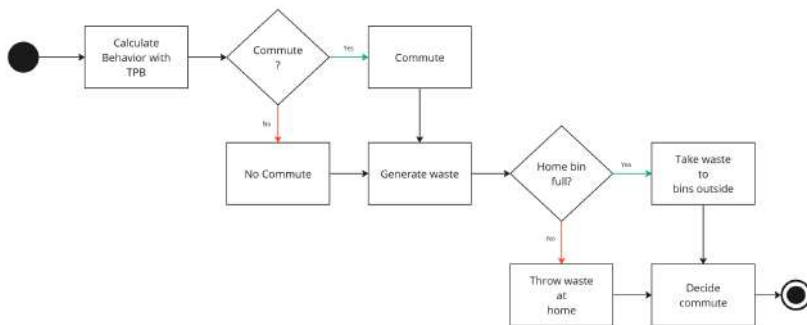 Calculate
Behavior with
TPB
Commute
?
Yes
Commute
No
No Commute
Generate waste
Home bin
full?
Yes
Take waste
to
bins outside
No
Throw waste
at
home
Decide
commute